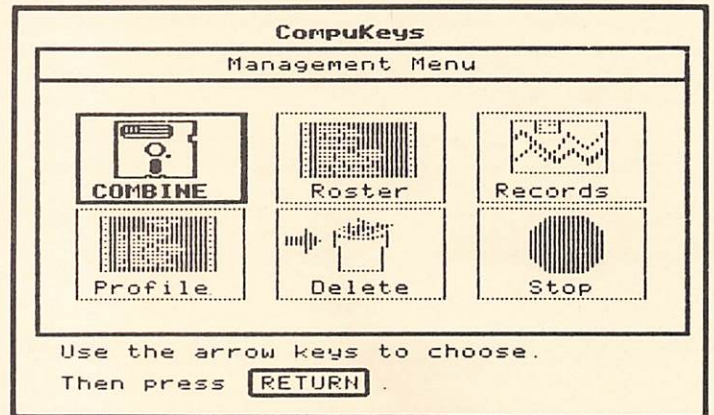 CompuKeys
Management Menu
COMBINE Roster Records
Profile Delete Stop
Use the arrow keys to choose.
Then press RETURN .